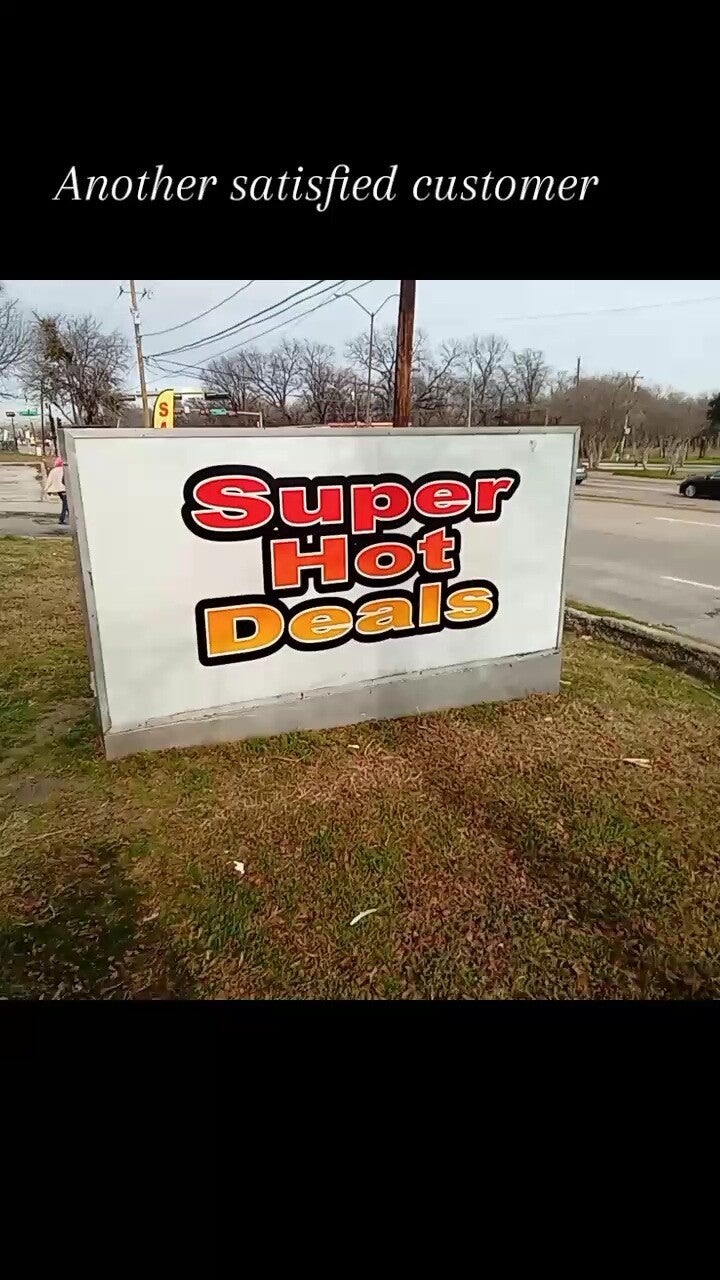 Another satisfied customer
S
Super
Hot
Deals